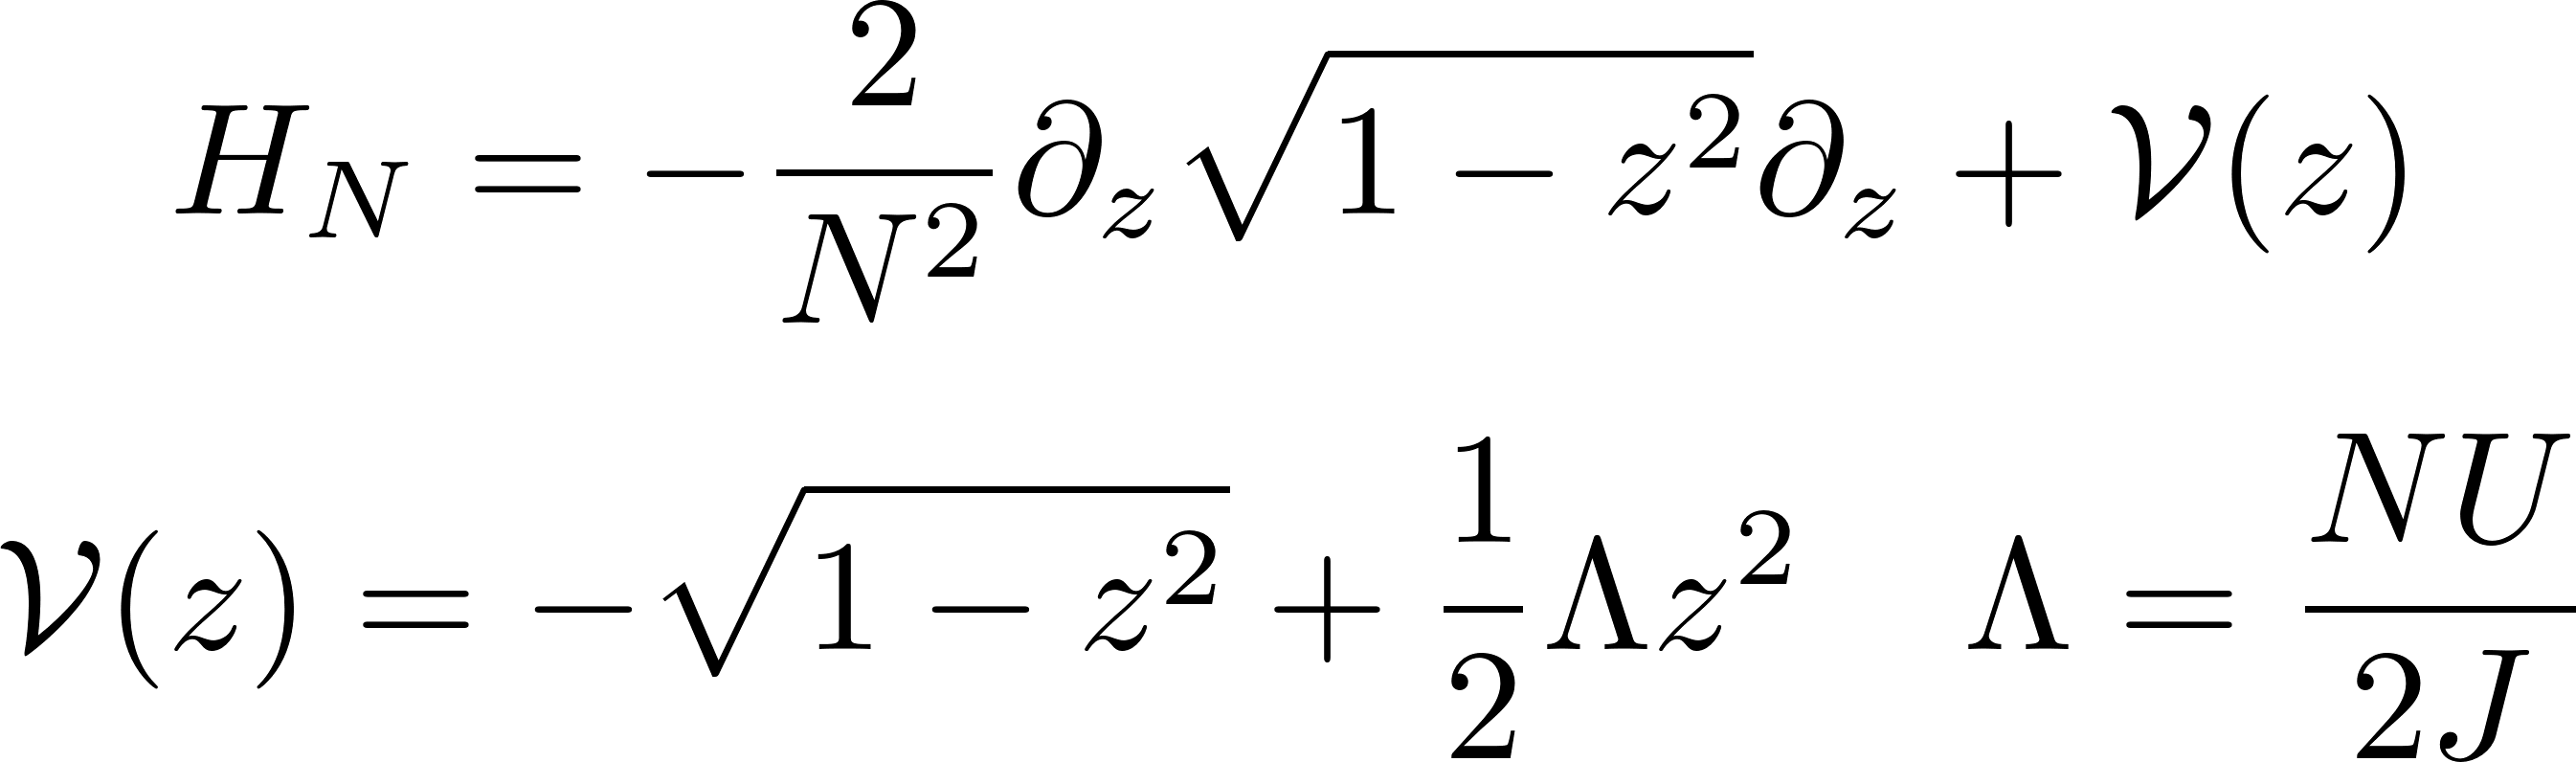 H_N = -\frac{2}{N^2} \partial_z \sqrt{1 - z^2} \partial_z + \mathcal{V}(z)
\mathcal{V}(z) = -\sqrt{1 - z^2} + \frac{1}{2} \Lambda z^2 \quad \Lambda = \frac{NU}{2J}